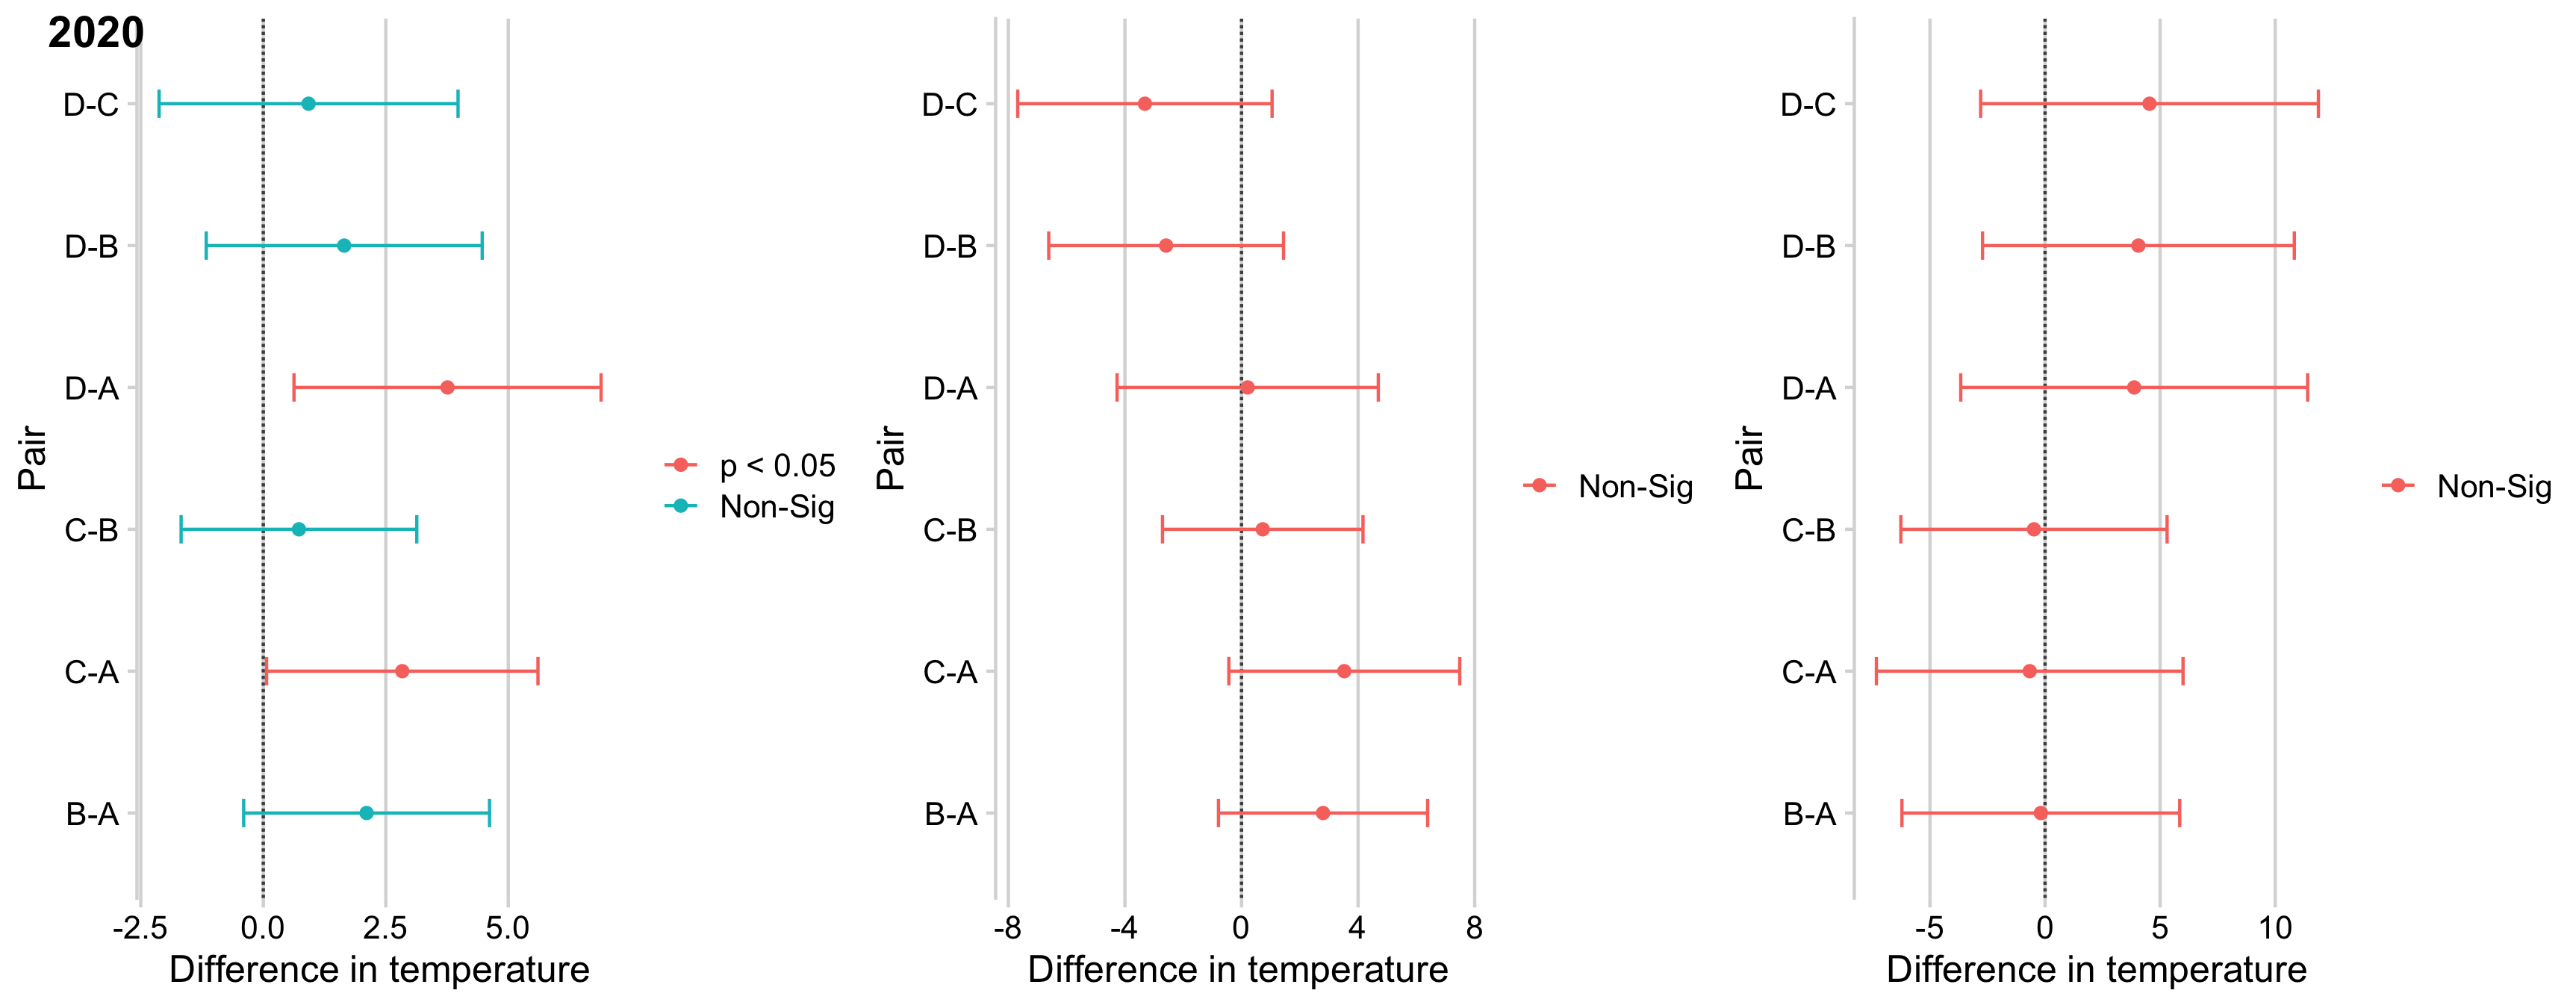 2020
D-C
D-B
D-A
C-B
C-A
B-A
Pair
-2.5 0.0 2.5 5.0
Difference in temperature
p < 0.05
Non-Sig
D-C
D-B
D-A
C-B
C-A
B-A
Pair
-8 -4 0 4 8
Difference in temperature
Non-Sig
D-C
D-B
D-A
C-B
C-A
B-A
Pair
-5 0 5 10
Difference in temperature
Non-Sig